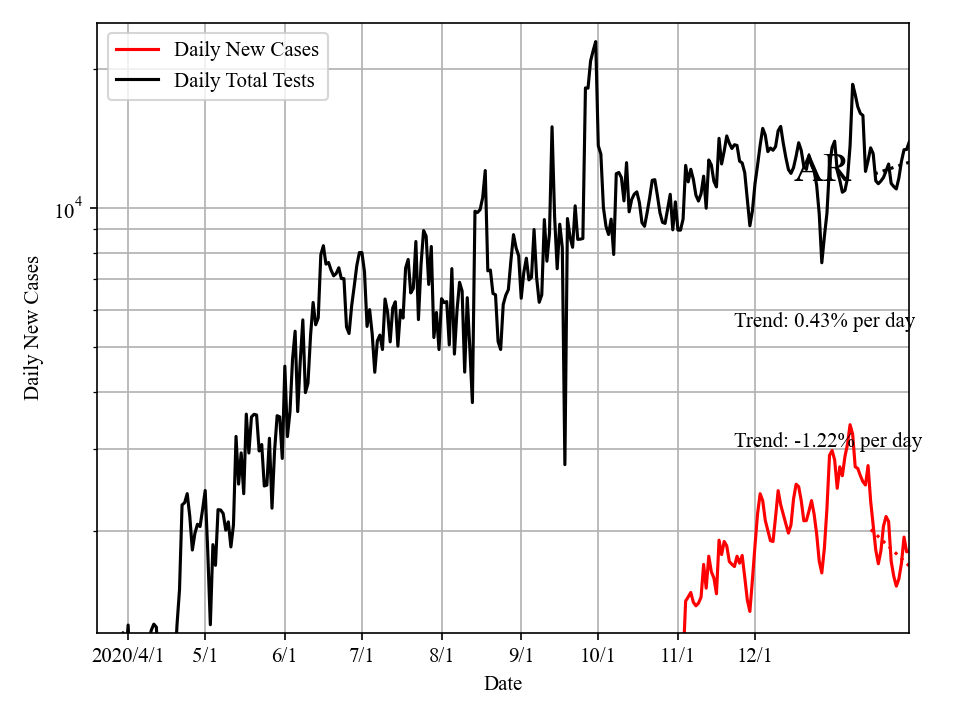 Daily New Cases
Daily Total Tests
AR
10^4
Trend: 0.43% per day
Trend: -1.22% per day
Daily New Cases
2020/4/1 5/1 6/1 7/1 8/1 9/1 10/1 11/1 12/1
Date